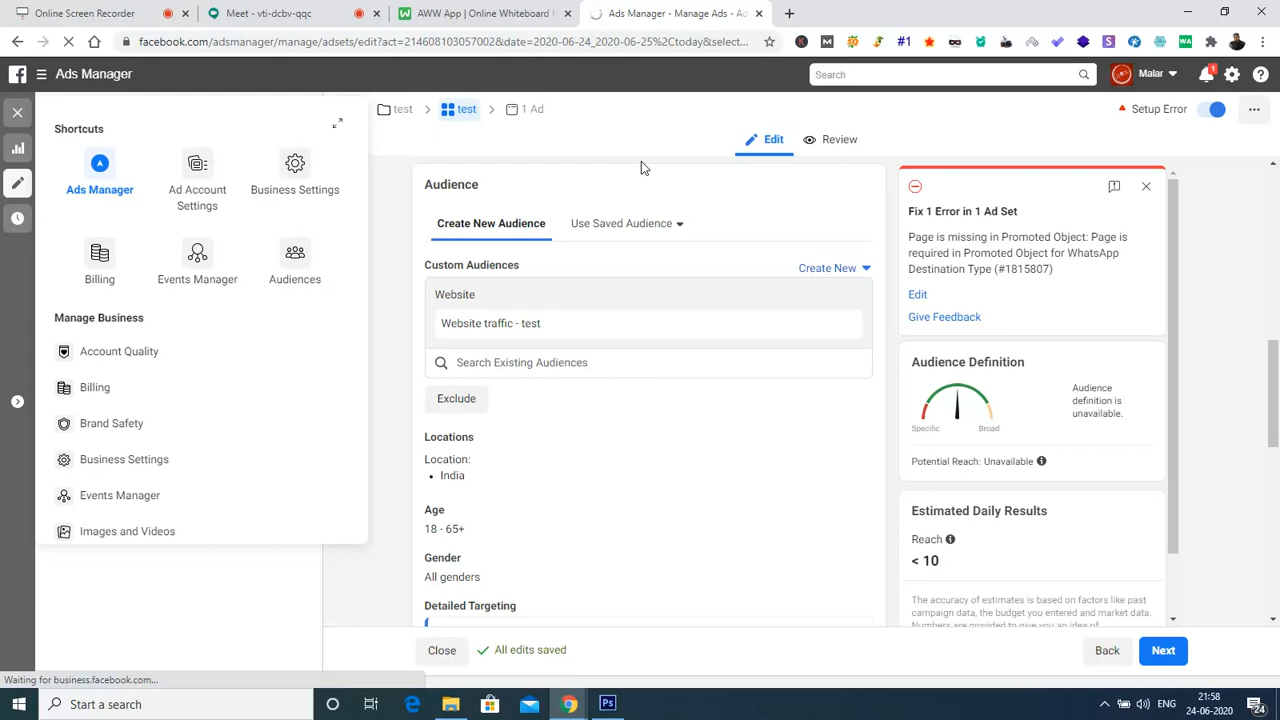 Online Screen Recorder
Meet - vti-dcbv-qqc
AWW | Online Whiteboard f
Ads Manager - Manage Ads - Ad
facebook.com/adsmanager/manage/adsets/edit?act=214608103057002&date=2020-06-24_2020-06-25%2Ctoday&selec...
Ads Manager
Search
Malar
1
Shortcuts
Ads Manager
Ad Account
Settings
Business Settings
Billing
Events Manager
Audiences
Manage Business
Account Quality
Billing
Brand Safety
Business Settings
Events Manager
Images and Videos
test
test
1 Ad
Setup Error
Edit
Review
Audience
Create New Audience
Use Saved Audience
Custom Audiences
Create New
Website
Website traffic - test
Search Existing Audiences
Exclude
Locations
Location:
India
Age
18 - 65+
Gender
All genders
Detailed Targeting
Fix 1 Error in 1 Ad Set
Page is missing in Promoted Object: Page is
required in Promoted Object for WhatsApp
Destination Type (#1815807)
Edit
Give Feedback
Audience Definition
Audience
definition is
unavailable.
Specific
Broad
Potential Reach: Unavailable
Estimated Daily Results
Reach
< 10
The accuracy of estimates is based on factors like past
campaign data, the budget you entered and market data.
Numbers are provided to give you an idea of
Close
All edits saved
Back
Next
Waiting for business.facebook.com...
Start a search
Ps
ENG
21:58
24-06-2020
24